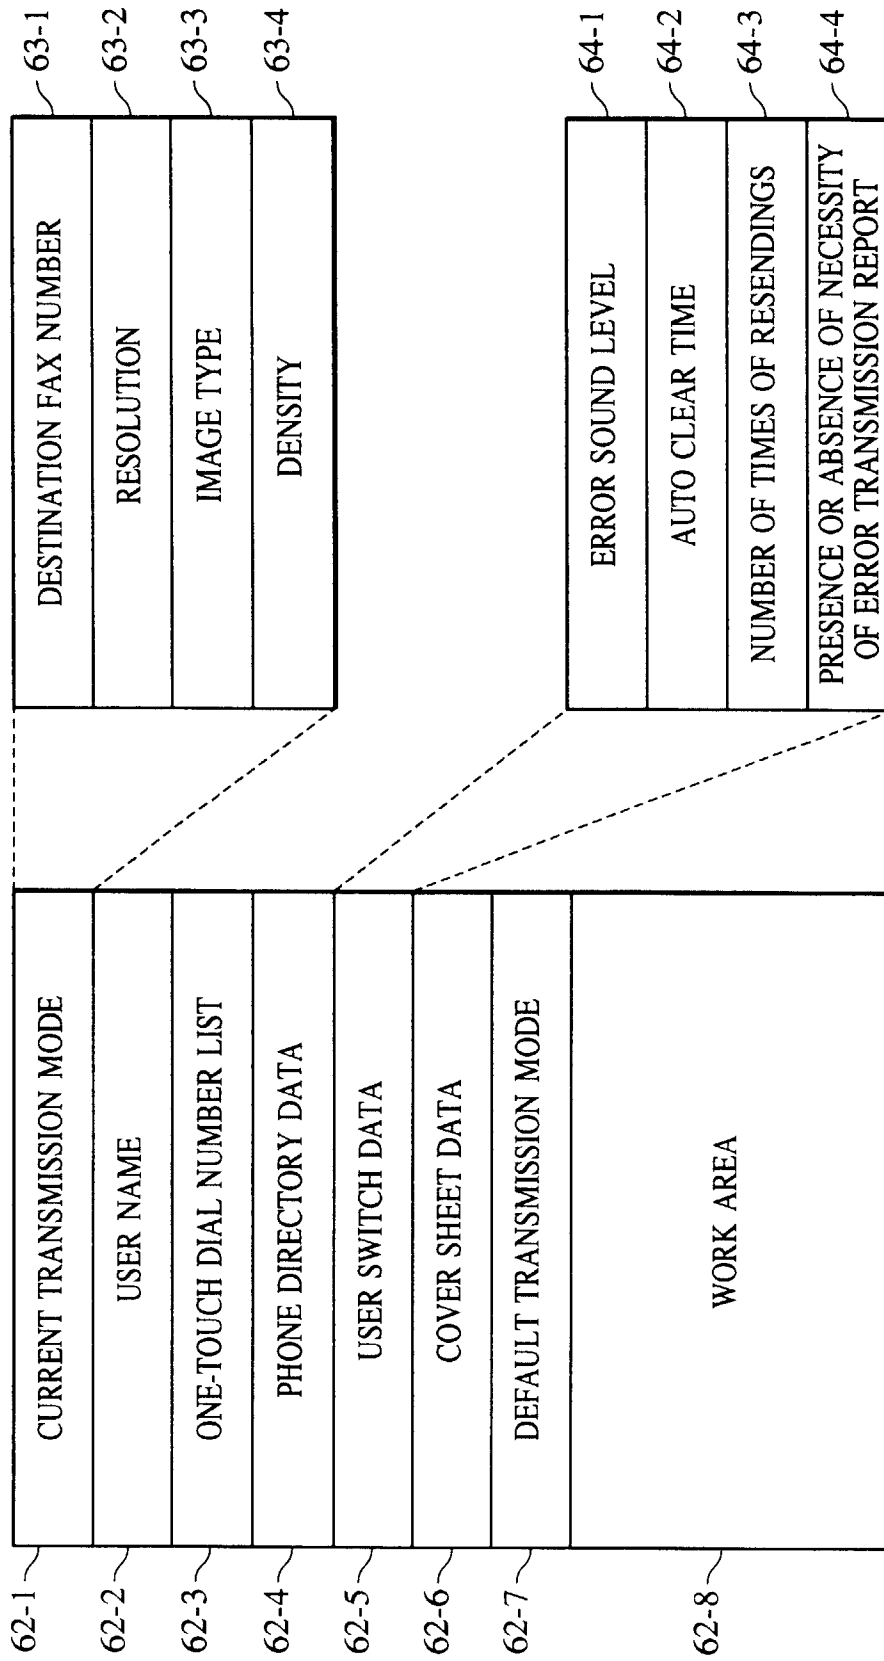 62-1
CURRENT TRANSMISSION MODE
62-2
USER NAME
62-3
ONE-TOUCH DIAL NUMBER LIST
62-4
PHONE DIRECTORY DATA
62-5
USER SWITCH DATA
62-6
COVER SHEET DATA
62-7
DEFAULT TRANSMISSION MODE
62-8
WORK AREA
DESTINATION FAX NUMBER
63-1
RESOLUTION
63-2
IMAGE TYPE
63-3
DENSITY
63-4
ERROR SOUND LEVEL
64-1
AUTO CLEAR TIME
64-2
NUMBER OF TIMES OF RESENDINGS
64-3
PRESENCE OR ABSENCE OF NECESSITY
OF ERROR TRANSMISSION REPORT
64-4